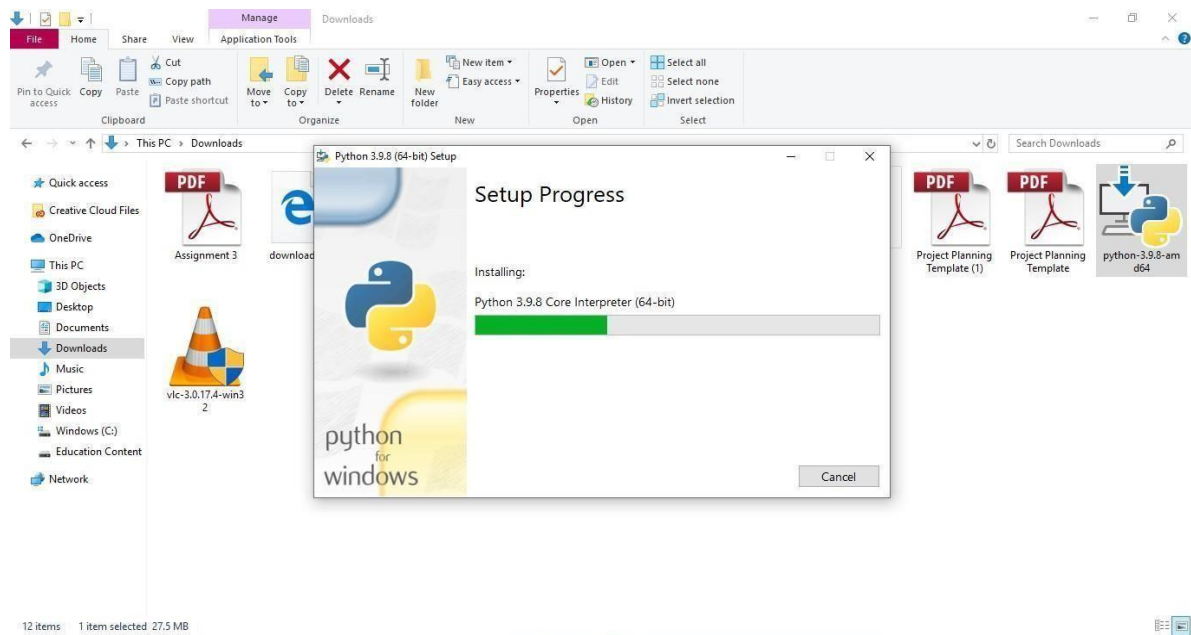 Manage
Downloads
File Home Share View Application Tools
Pin to Quick access
Copy
Paste
Cut
Copy path
Paste shortcut
Clipboard
Move to
Copy to
Delete
Rename
Organize
New folder
New item
Easy access
New
Properties
Open
Edit
History
Open
Select all
Select none
Invert selection
Select
This PC > Downloads
Search Downloads
Quick access
Creative Cloud Files
OneDrive
This PC
3D Objects
Desktop
Documents
Downloads
Music
Pictures
Videos
Windows (C:)
Education Content
Network
PDF
Assignment 3
download
PDF
Project Planning
Template (1)
PDF
Project Planning
Template
python-3.9.8-am
d64
vlc-3.0.17.4-win3
2
Python 3.9.8 (64-bit) Setup
Setup Progress
Installing:
Python 3.9.8 Core Interpreter (64-bit)
python
for
windows
Cancel
12 items 1 item selected 27.5 MB